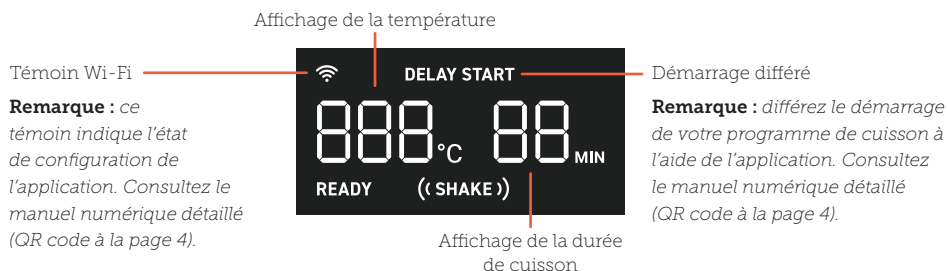 Affichage de la température
Témoin Wi-Fi
Remarque : ce
témoin indique l'état
de configuration de
l'application. Consultez le
manuel numérique détaillé
(QR code à la page 4).
DELAY START
888°C 88 MIN
READY ((SHAKE))
Démarrage différé
Remarque : différez le démarrage
de votre programme de cuisson à
l'aide de l'application. Consultez
le manuel numérique détaillé
(QR code à la page 4).
Affichage de la durée
de cuisson